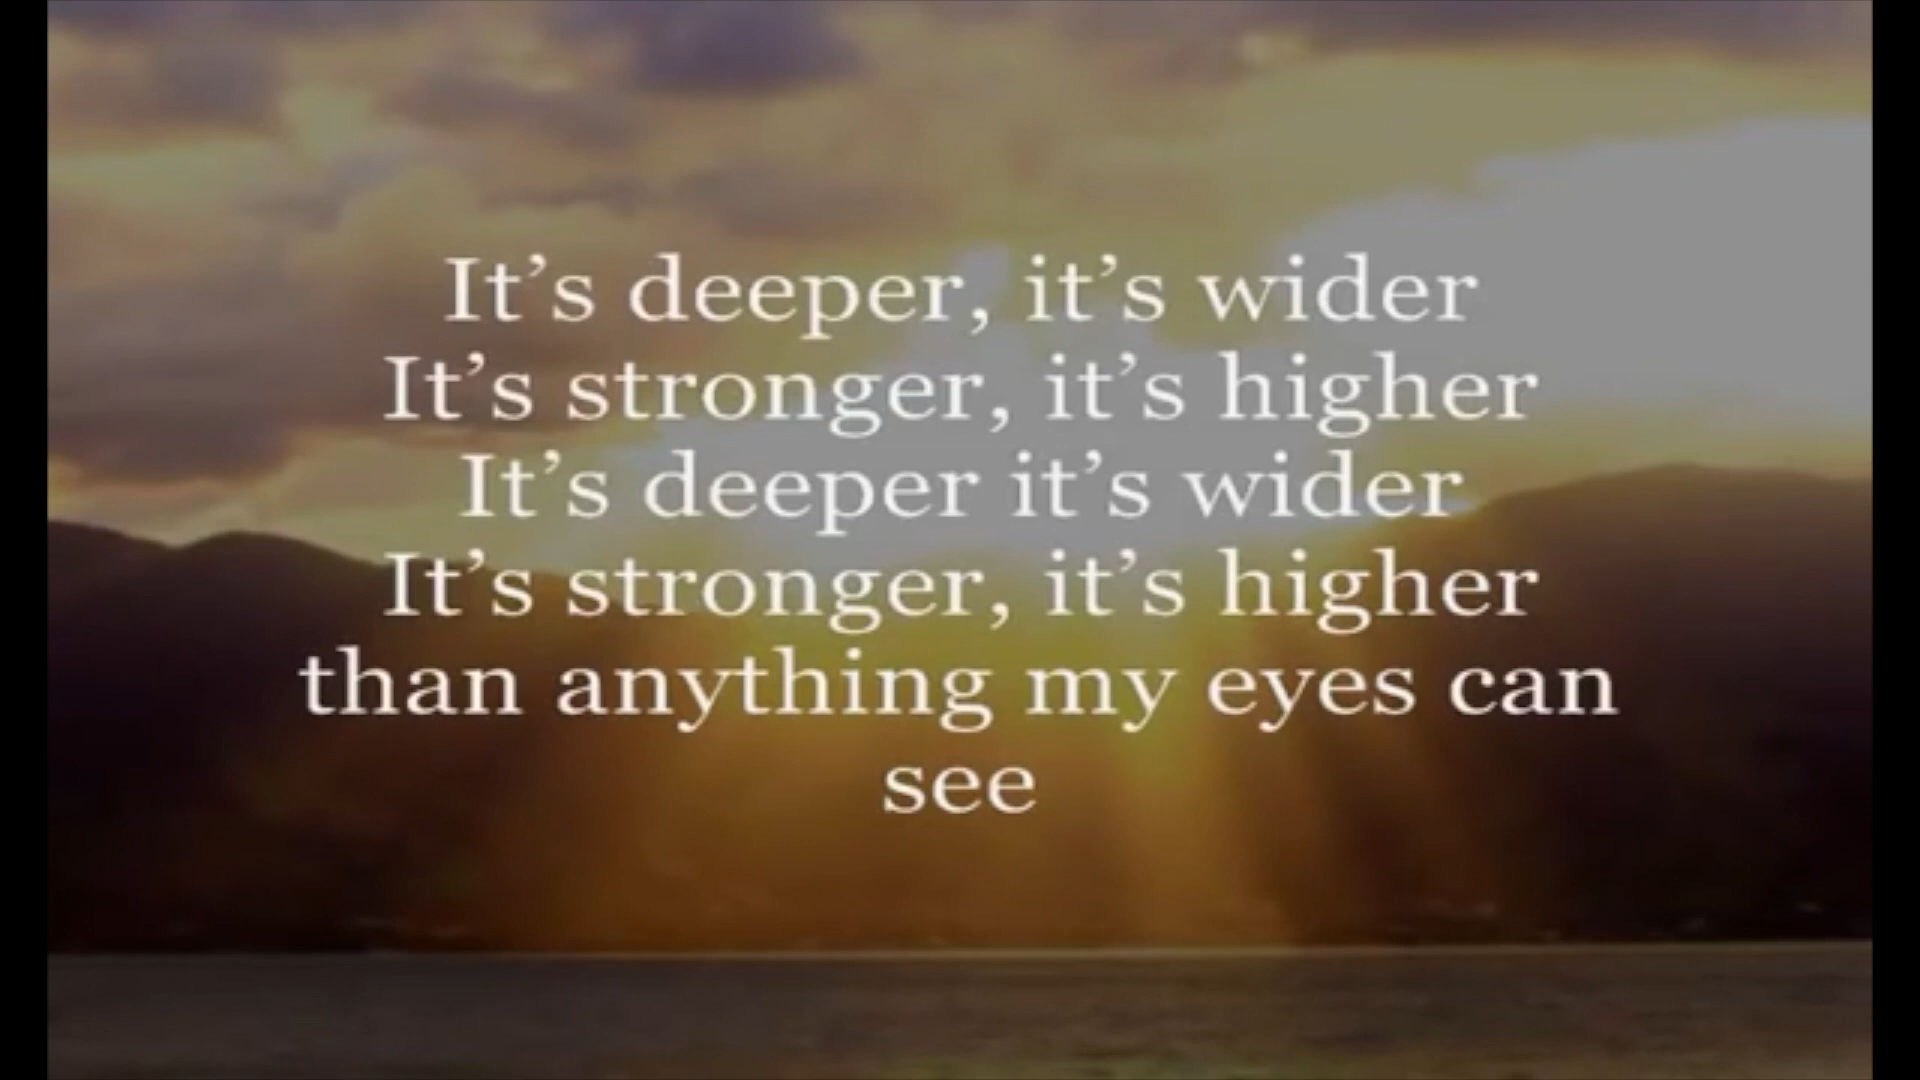 It’s deeper, it’s wider
It’s stronger, it’s higher
It’s deeper it’s wider
It’s stronger, it’s higher
than anything my eyes can
see